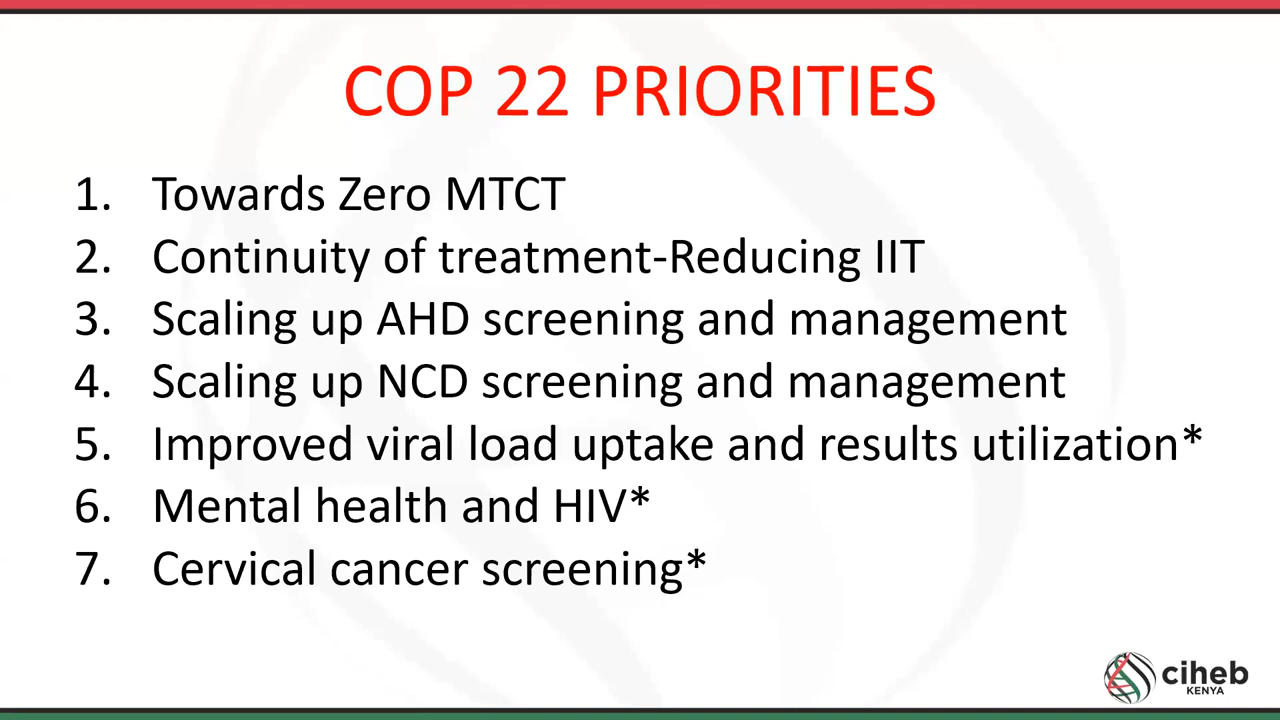 COP 22 PRIORITIES
1. Towards Zero MTCT
2. Continuity of treatment-Reducing IIT
3. Scaling up AHD screening and management
4. Scaling up NCD screening and management
5. Improved viral load uptake and results utilization*
6. Mental health and HIV*
7. Cervical cancer screening*
ciheb
KENYA